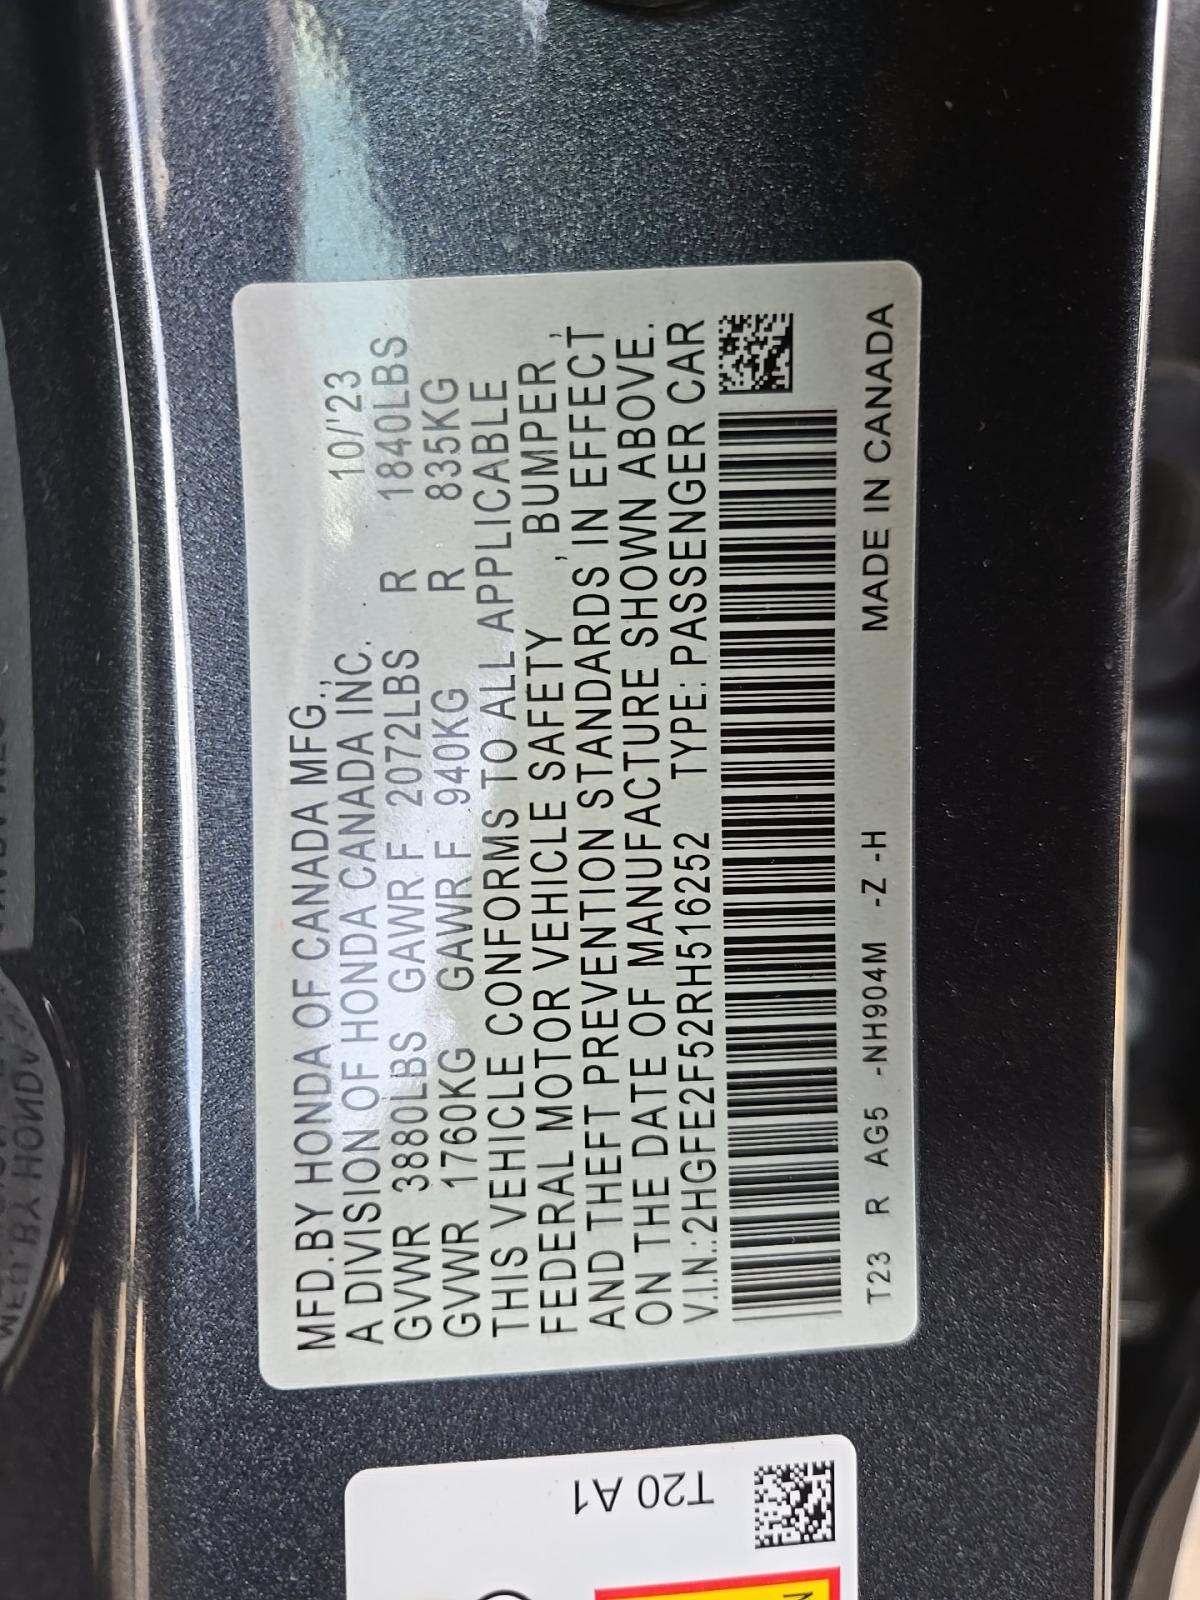 MFD.BY HONDA OF CANADA MFG., 10/'23
A DIVISION OF HONDA CANADA INC.
GVWR 3880LBS GAWR F 2072LBS R 1840LBS
GVWR 1760KG GAWR F 940KG R 835KG
THIS VEHICLE CONFORMS TO ALL APPLICABLE
FEDERAL MOTOR VEHICLE SAFETY , BUMPER ,
AND THEFT PREVENTION STANDARDS IN EFFECT
ON THE DATE OF MANUFACTURE SHOWN ABOVE.
V.I.N.:2HGFE2F52RH516252 TYPE: PASSENGER CAR
T23 R AG5 -NH904M -Z -H MADE IN CANADA
T20 A1
BY HONDA